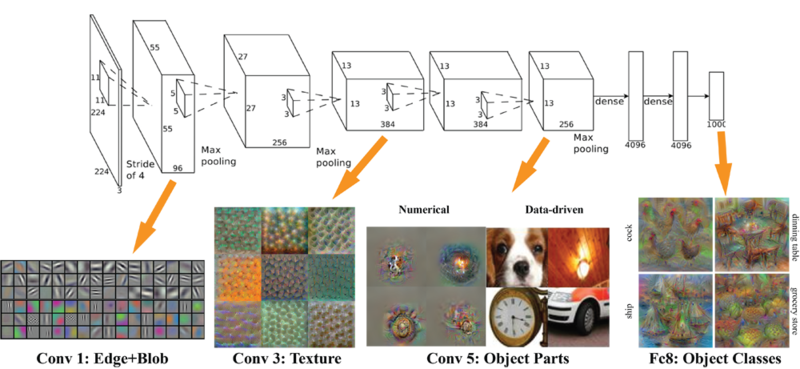 11
11
224
224
3
Stride of 4
55
55
96
5
5
Max pooling
27
27
256
3
3
Max pooling
13
13
384
3
3
13
13
384
3
3
13
13
256
Max pooling
dense
4096
dense
4096
1000
Numerical
Data-driven
cock
dinning table
ships
grocery store
Conv 1: Edge+Blob
Conv 3: Texture
Conv 5: Object Parts
Fc8: Object Classes